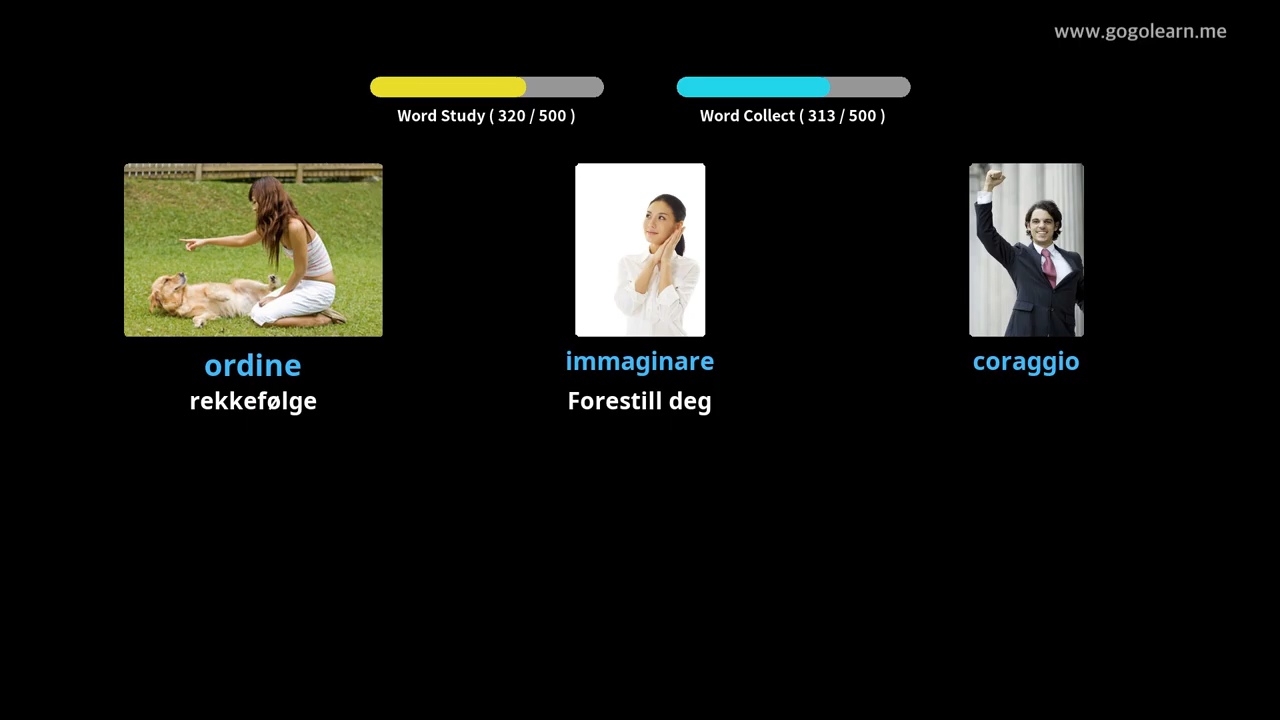 www.gogolearn.me
Word Study ( 320 / 500 )
Word Collect ( 313 / 500 )
ordine
rekkefølge
immaginare
Forestill deg
coraggio